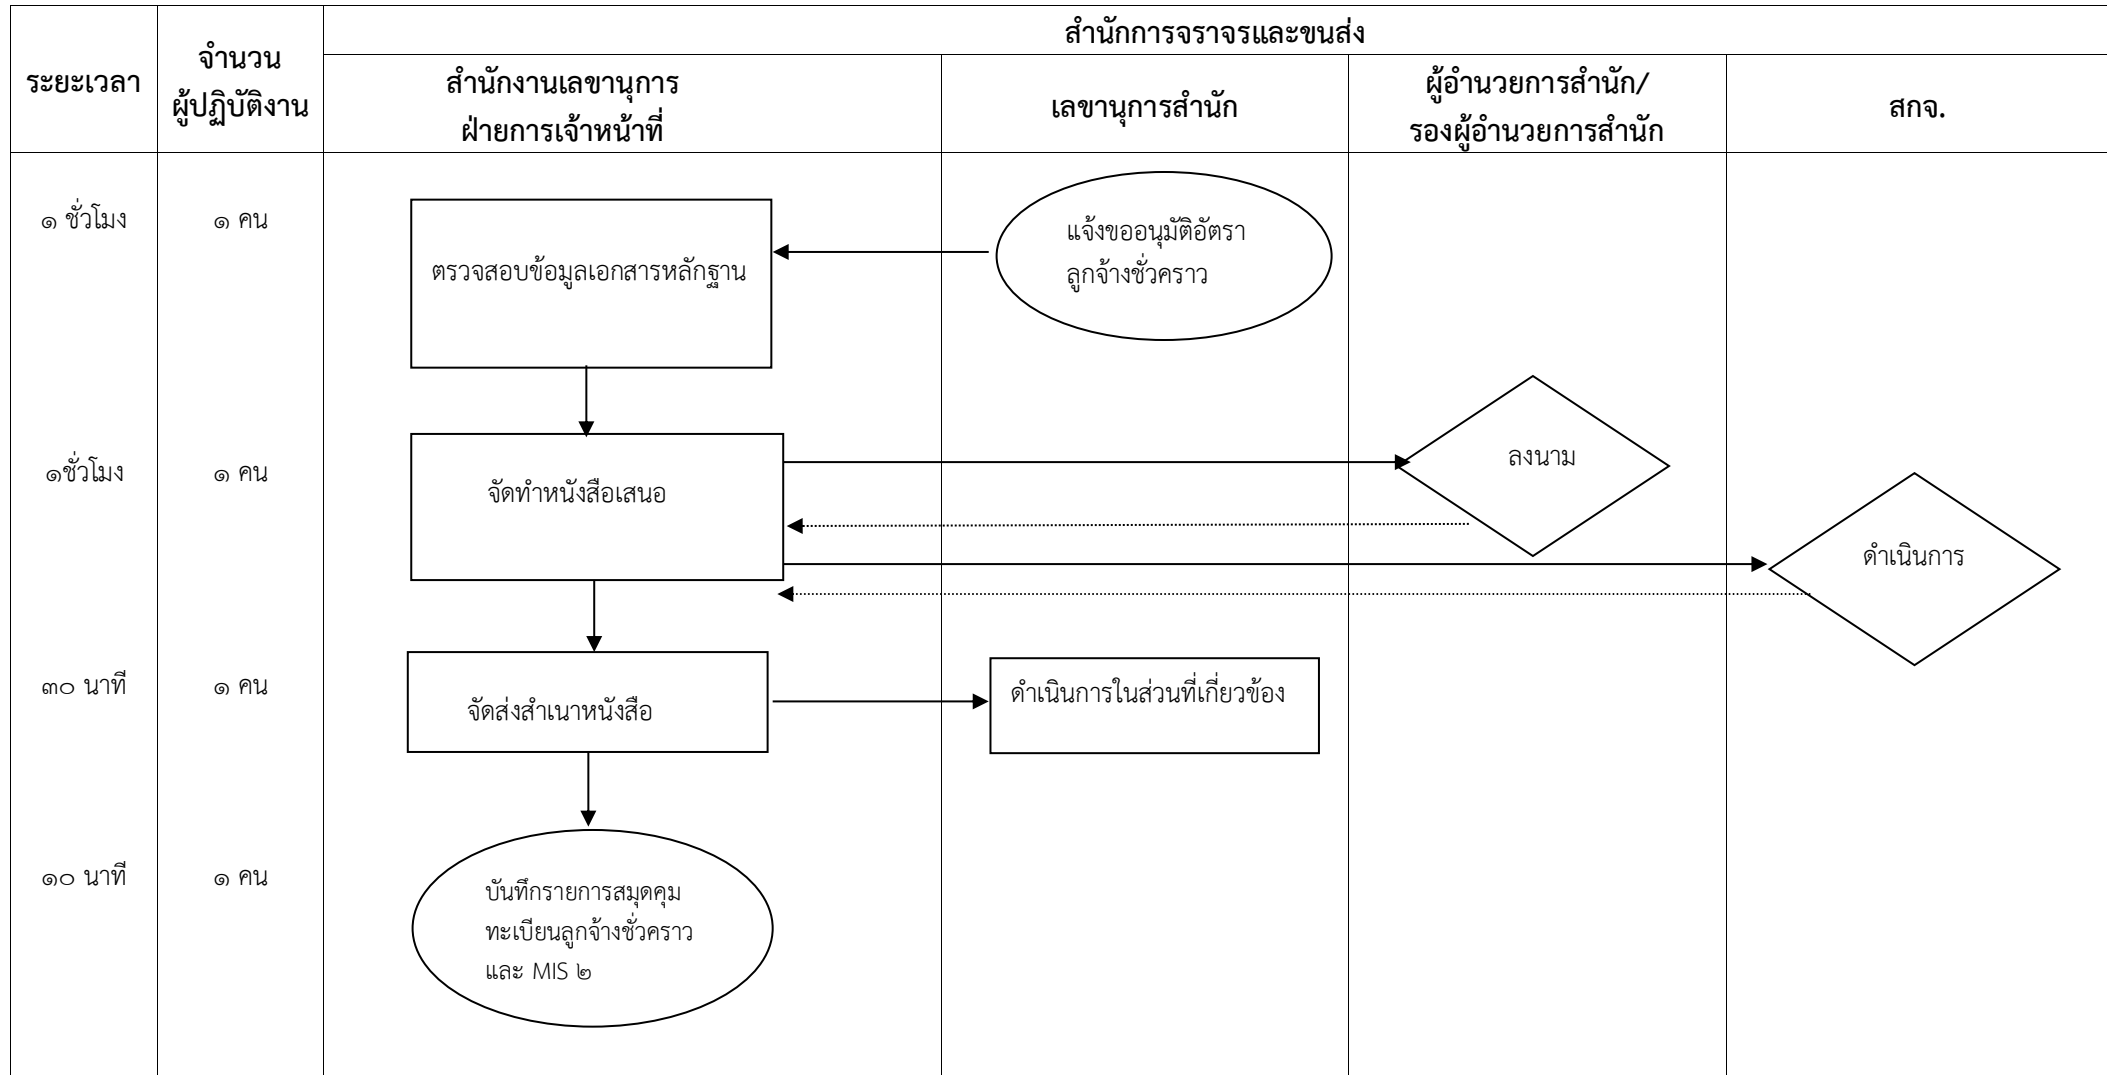 สำนักการจราจรและขนส่ง
ระยะเวลา
จำนวน
ผู้ปฏิบัติงาน
สำนักงานเลขานุการ
ฝ่ายการเจ้าหน้าที่
เลขานุการสำนัก
ผู้อำนวยการสำนัก/
รองผู้อำนวยการสำนัก
สกจ.
๑ ชั่วโมง
๑ คน
ตรวจสอบข้อมูลเอกสารหลักฐาน
แจ้งขออนุมัติอัตรา
ลูกจ้างชั่วคราว
๑ชั่วโมง
๑ คน
จัดทำหนังสือเสนอ
ลงนาม
ดำเนินการ
๓๐ นาที
๑ คน
จัดส่งสำเนาหนังสือ
ดำเนินการในส่วนที่เกี่ยวข้อง
๑๐ นาที
๑ คน
บันทึกรายการสมุดคุม
ทะเบียนลูกจ้างชั่วคราว
และ MIS ๒